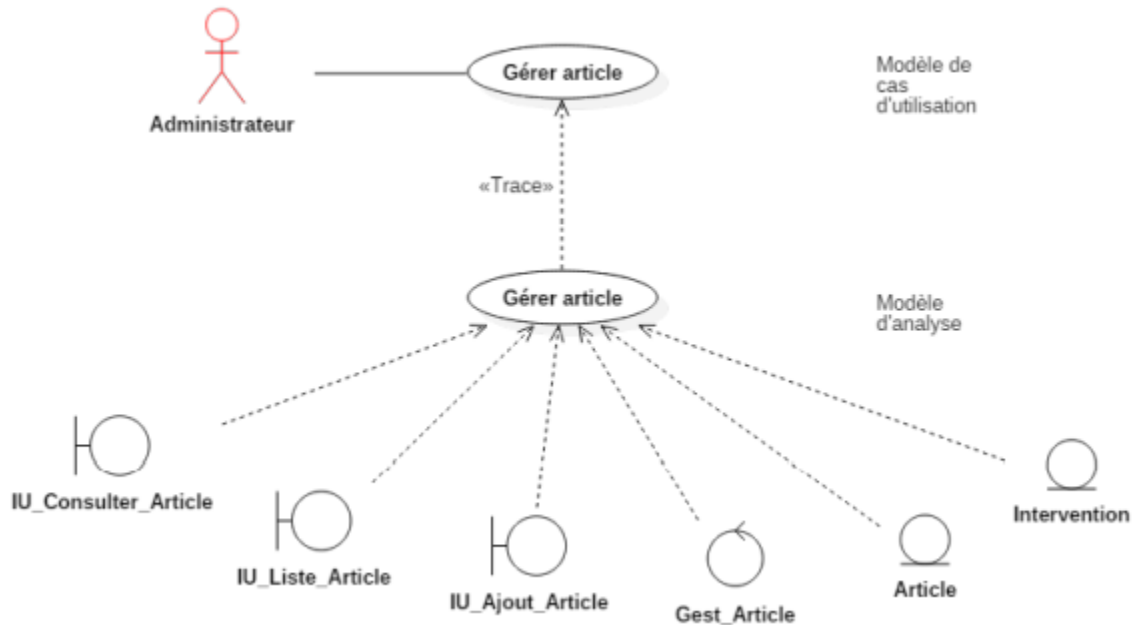 Gérer article
Modèle de
cas
d'utilisation
Administrateur
«Trace»
Gérer article
Modèle
d'analyse
IU_Consulter_Article
IU_Liste_Article
IU_Ajout_Article
Gest_Article
Article
Intervention